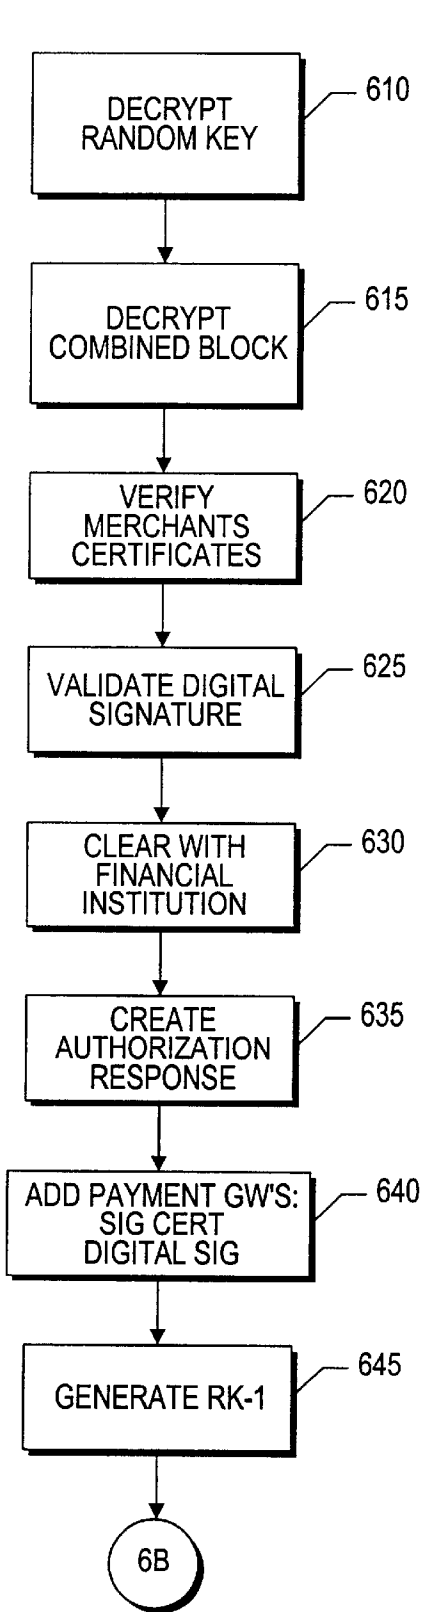 DECRYPT
RANDOM KEY
610
DECRYPT
COMBINED BLOCK
615
VERIFY
MERCHANTS
CERTIFICATES
620
VALIDATE DIGITAL
SIGNATURE
625
CLEAR WITH
FINANCIAL
INSTITUTION
630
CREATE
AUTHORIZATION
RESPONSE
635
ADD PAYMENT GW'S:
SIG CERT
DIGITAL SIG
640
GENERATE RK-1
645
6B